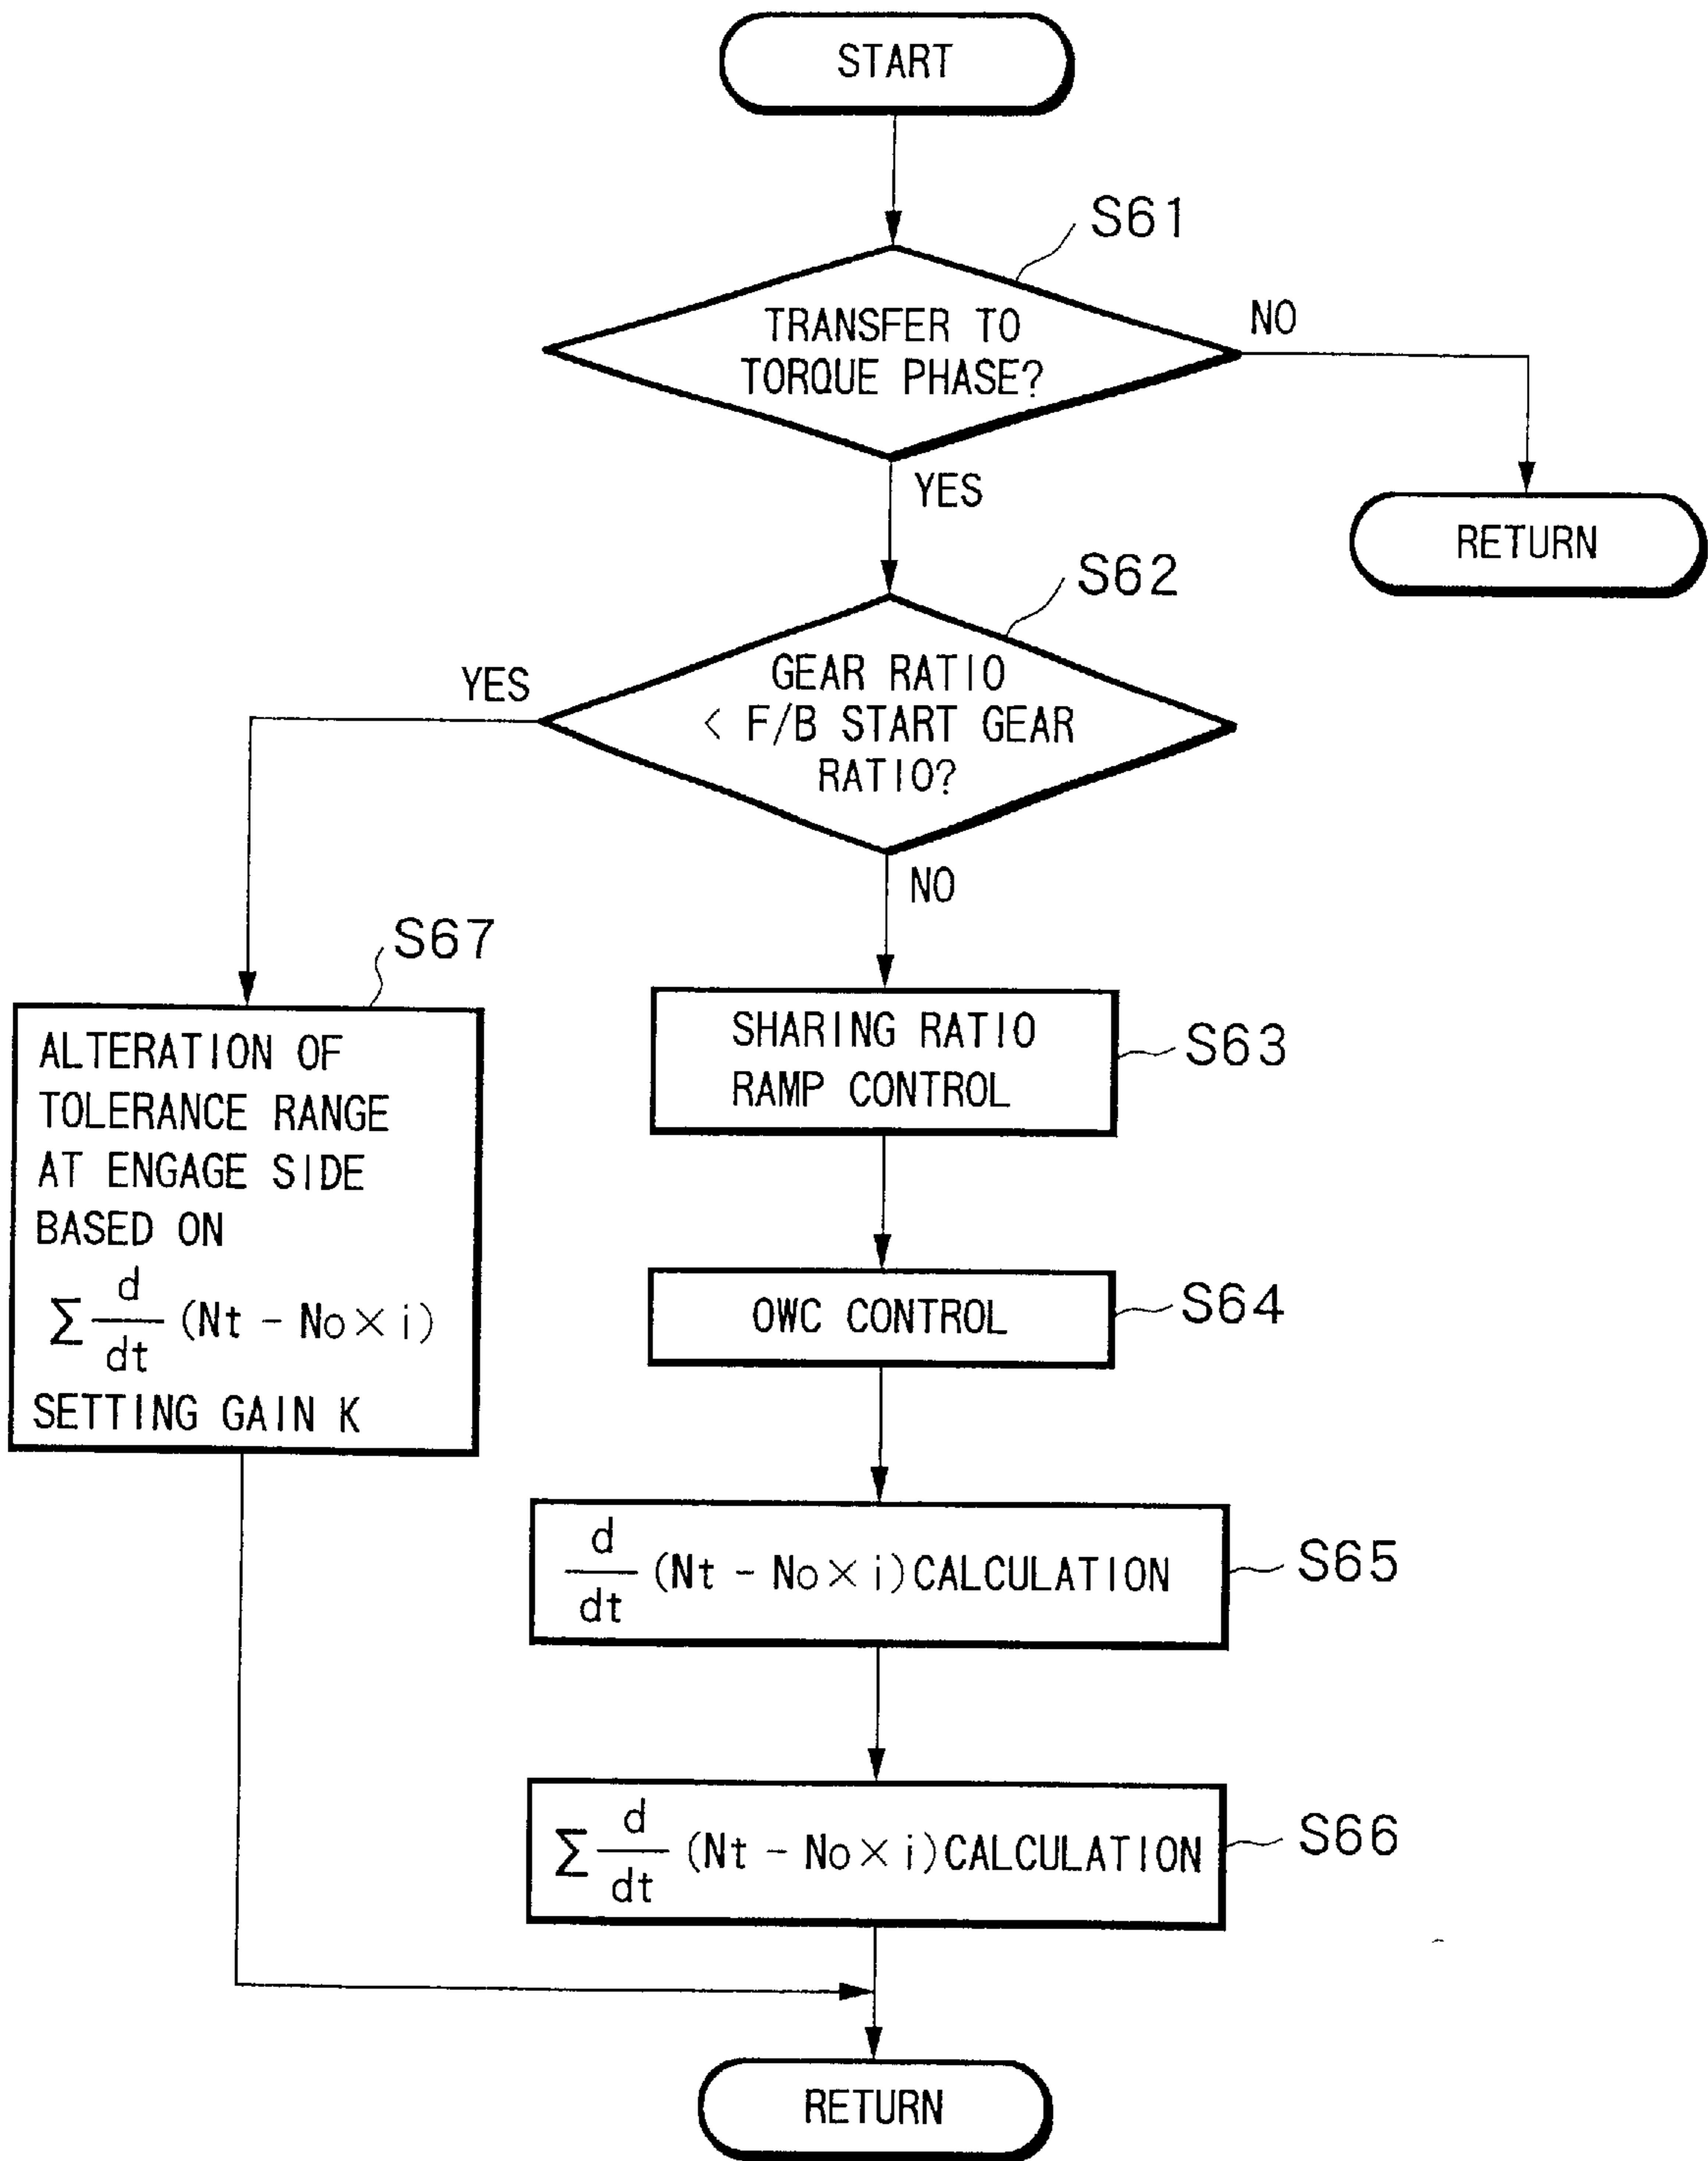 START
S61
TRANSFER TO
TORQUE PHASE?
NO
YES
RETURN
S62
GEAR RATIO
< F/B START GEAR
RATIO?
YES
NO
S67
ALTERATION OF
TOLERANCE RANGE
AT ENGAGE SIDE
BASED ON
Σ d/dt (Nt - No × i)
SETTING GAIN K
SHARING RATIO
RAMP CONTROL
S63
OWC CONTROL
S64
d/dt (Nt - No × i) CALCULATION
S65
Σ d/dt (Nt - No × i) CALCULATION
S66
RETURN